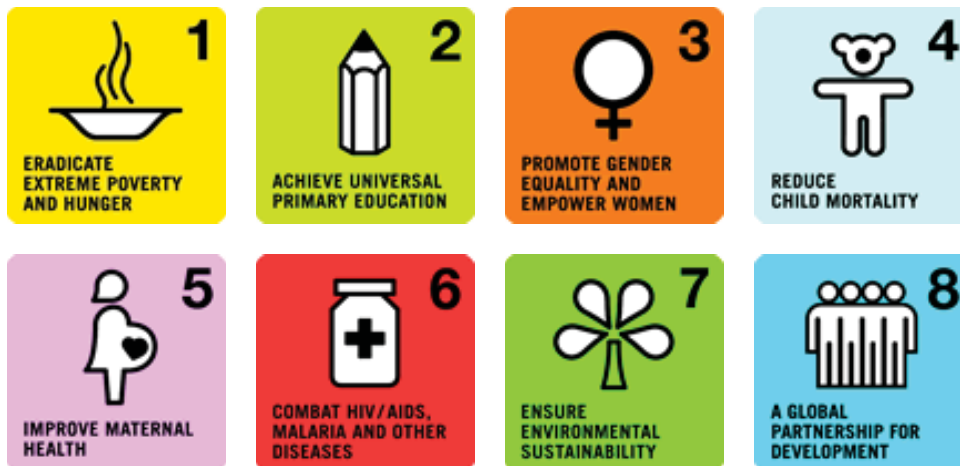 1
ERADICATE
EXTREME POVERTY
AND HUNGER
2
ACHIEVE UNIVERSAL
PRIMARY EDUCATION
3
PROMOTE GENDER
EQUALITY AND
EMPOWER WOMEN
4
REDUCE
CHILD MORTALITY
5
IMPROVE MATERNAL
HEALTH
6
COMBAT HIV/AIDS,
MALARIA AND OTHER
DISEASES
7
ENSURE
ENVIRONMENTAL
SUSTAINABILITY
8
A GLOBAL
PARTNERSHIP FOR
DEVELOPMENT